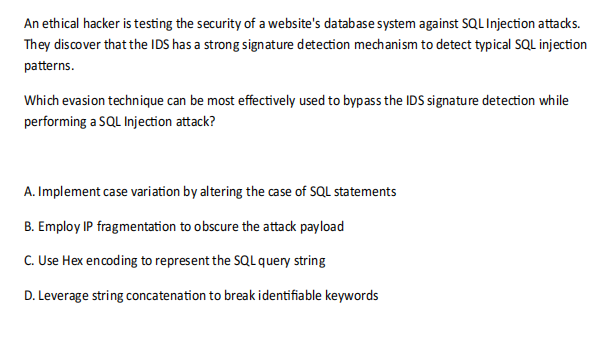 An ethical hacker is testing the security of a website's database system against SQL Injection attacks.
They discover that the IDS has a strong signature detection mechanism to detect typical SQL injection
patterns.
Which evasion technique can be most effectively used to bypass the IDS signature detection while
performing a SQL Injection attack?
A. Implement case variation by altering the case of SQL statements
B. Employ IP fragmentation to obscure the attack payload
C. Use Hex encoding to represent the SQL query string
D. Leverage string concatenation to break identifiable keywords